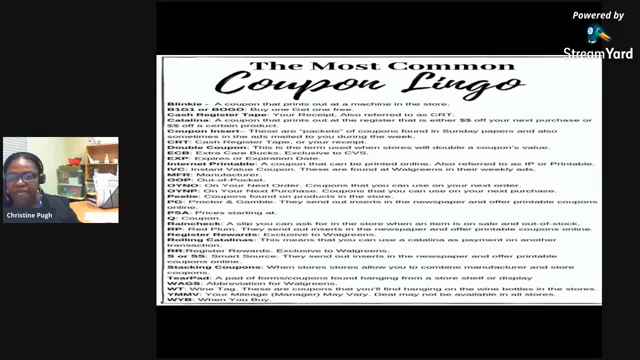 Powered by
StreamYard
The Most Common
Coupon Lingo
Blinkie - A coupon that prints out at a machine in the store.
B1G1 or BOGO: Buy one Get one free.
Cash Register Tape: Your Receipt. Also referred to as CRT.
Catalina: A coupon that prints out at the register that is either $$ off your next purchase or
$$ off a certain product.
Coupon Insert- These are "packets" of coupons found in Sunday papers and also
sometimes in the ads mailed to you during the week.
CRT: Cash Register Tape, or your receipt.
Double Coupon: This is the term used when stores will double a coupon's value.
ECB: Extra Care Bucks. Exclusive to CVS.
EXP: Expires or Expiration Date.
Internet Printable: A coupon that can be printed online. Also referred to as IP or Printable.
IVC: Instant Value Coupon. These are found at Walgreens in their weekly ads.
MFR: Manufacturer.
OOP: Out-of-Pocket.
OYNO: On Your Next Order. Coupons that you can use on your next order.
OYNP: On Your Next Purchase. Coupons that you can use on your next purchase.
Peelie: Coupons found on products in the store.
PG: Proctor & Gamble. They send out inserts in the newspaper and offer printable coupons
online.
PSA: Prices starting at.
Q: Coupon.
Raincheck: A slip you can ask for in the store when an item is on sale and out-of-stock.
RP: Red Plum. They send out inserts in the newspaper and offer printable coupons online.
Register Rewards: Exclusive to Walgreens.
Rolling Catalinas: This means that you can use a catalina as payment on another
transaction.
RR:Register Rewards. Exclusive to Walgreens.
S or SS: Smart Source. They send out inserts in the newspaper and offer printable
coupons online.
Stacking Coupons: When stores stores allow you to combine manufacturer and store
coupons.
TearPad: A pad of forms/coupons found hanging from a store shelf or display
WAGS: Abbreviation for Walgreens.
WT: Wine Tag. These are coupons that you'll find hanging on the wine bottles in the stores.
YMMV: Your Mileage (Manager) May Vary. Deal may not be available in all stores.
WYB: When You Buy.
Christine Pugh